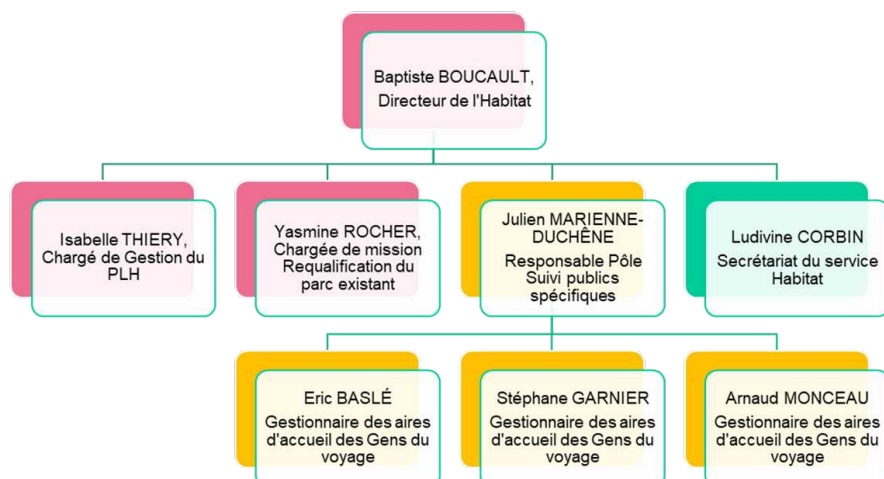 Baptiste BOUCAULT,
Directeur de l'Habitat
Isabelle THIERY,
Chargé de Gestion du
PLH
Yasmine ROCHER,
Chargée de mission
Requalification du
parc existant
Julien MARIENNE-
DUCHÊNE
Responsable Pôle
Suivi publics
spécifiques
Ludivine CORBIN
Secrétariat du service
Habitat
Eric BASLÉ
Gestionnaire des aires
d'accueil des Gens du
voyage
Stéphane GARNIER
Gestionnaire des aires
d'accueil des Gens du
voyage
Arnaud MONCEAU
Gestionnaire des aires
d'accueil des Gens du
voyage